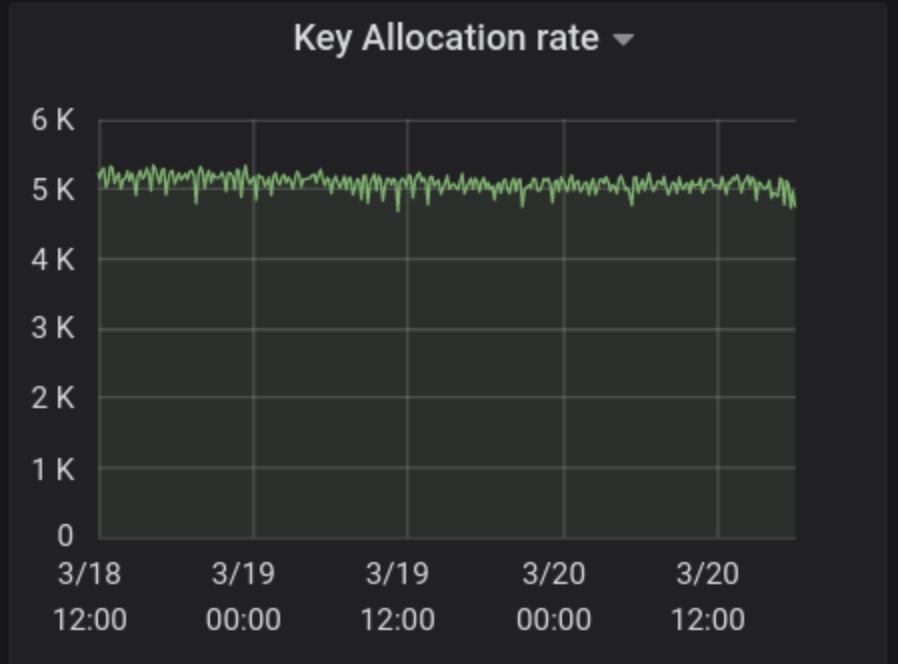 Key Allocation rate
6 K
5 K
4 K
3 K
2 K
1 K
0
3/18 3/19 3/19 3/20 3/20
12:00 00:00 12:00 00:00 12:00